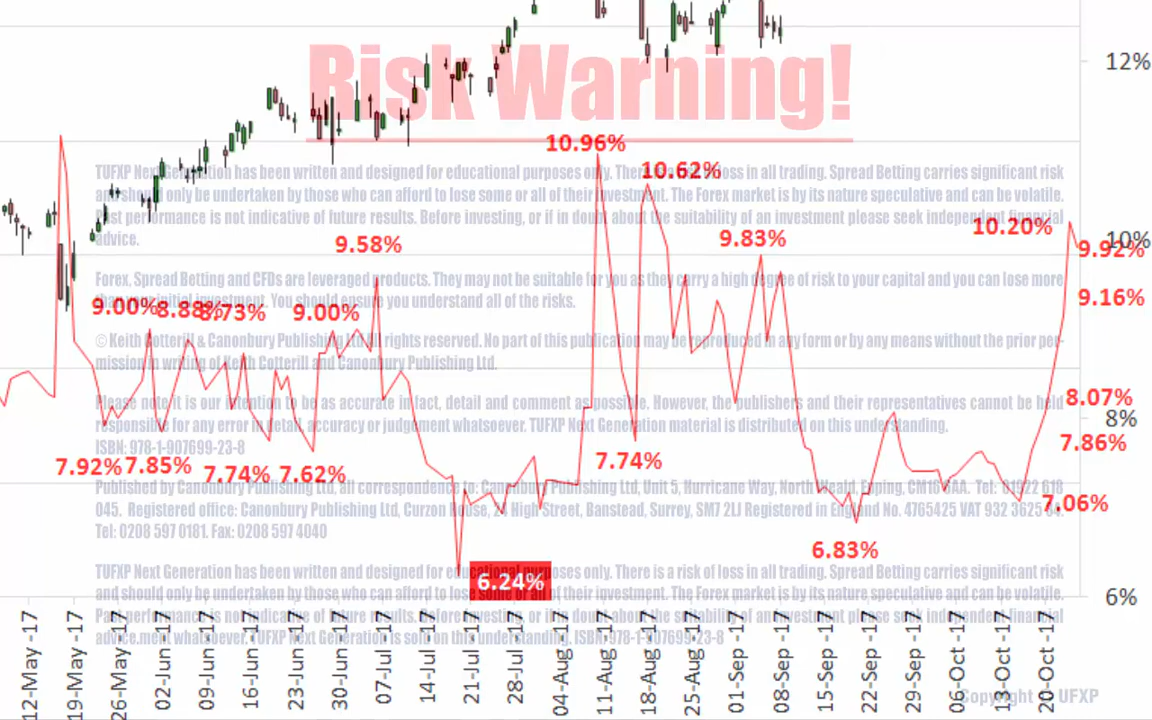 Risk Warning!
12%
10.96%
10.62%
TUFXP Next Generation has been written and designed for educational purposes only. There is a risk of loss in all trading. Spread Betting carries significant risk
and should only be undertaken by those who can afford to lose some or all of their investment. The Forex market is by its nature speculative and can be volatile.
Past performance is not indicative of future results. Before investing, or if in doubt about the suitability of an investment please seek independent financial
advice.
10.20%
9.83%
9.58%
10%
9.92%
Forex, Spread Betting and CFDs are leveraged products. They may not be suitable for you as they carry a high degree of risk to your capital and you can lose more
than your initial investment. You should ensure you understand all of the risks.
9.16%
9.00%
8.88%
8.73%
9.00%
© Keith Cotterill & Canonbury Publishing Ltd. All rights reserved. No part of this publication may be reproduced in any form or by any means without the prior per-
mission in writing of Keith Cotterill and Canonbury Publishing Ltd.
8.07%
Please note it is our intention to be as accurate in fact, detail and comment as possible. However, the publishers and their representatives cannot be held
responsible for any error in detail, accuracy or judgement whatsoever. TUFXP Next Generation material is distributed on this understanding.
ISBN: 978-1-907699-23-8
8%
7.86%
7.92%
7.85%
7.74%
7.62%
7.74%
Published by Canonbury Publishing Ltd, all correspondence to: Canonbury Publishing Ltd, Unit 5, Hurricane Way, North Weald, Epping, CM16 6AA. Tel: 01992 618
045. Registered office: Canonbury Publishing Ltd, Curzon House, 24 High Street, Banstead, Surrey, SM7 2LJ Registered in England No. 4765425 VAT 932 3625 64.
Tel: 0208 597 0181. Fax: 0208 597 4040
7.06%
6.83%
6.24%
TUFXP Next Generation has been written and designed for educational purposes only. There is a risk of loss in all trading. Spread Betting carries significant risk
and should only be undertaken by those who can afford to lose some or all of their investment. The Forex market is by its nature speculative and can be volatile.
Past performance is not indicative of future results. Before investing, or if in doubt about the suitability of an investment please seek independent financial
advice.ment whatsoever. TUFXP Next Generation is sold on this understanding. ISBN: 978-1-907699-23-8
6%
12-May -17
19-May -17
26-May -17
02-Jun -17
09-Jun -17
16-Jun -17
23-Jun -17
30-Jun -17
07-Jul -17
14-Jul -17
21-Jul -17
28-Jul -17
04-Aug -17
11-Aug -17
18-Aug -17
25-Aug -17
01-Sep -17
08-Sep -17
15-Sep -17
22-Sep -17
29-Sep -17
06-Oct -17
13-Oct -17
20-Oct -17
Copyright UFXP